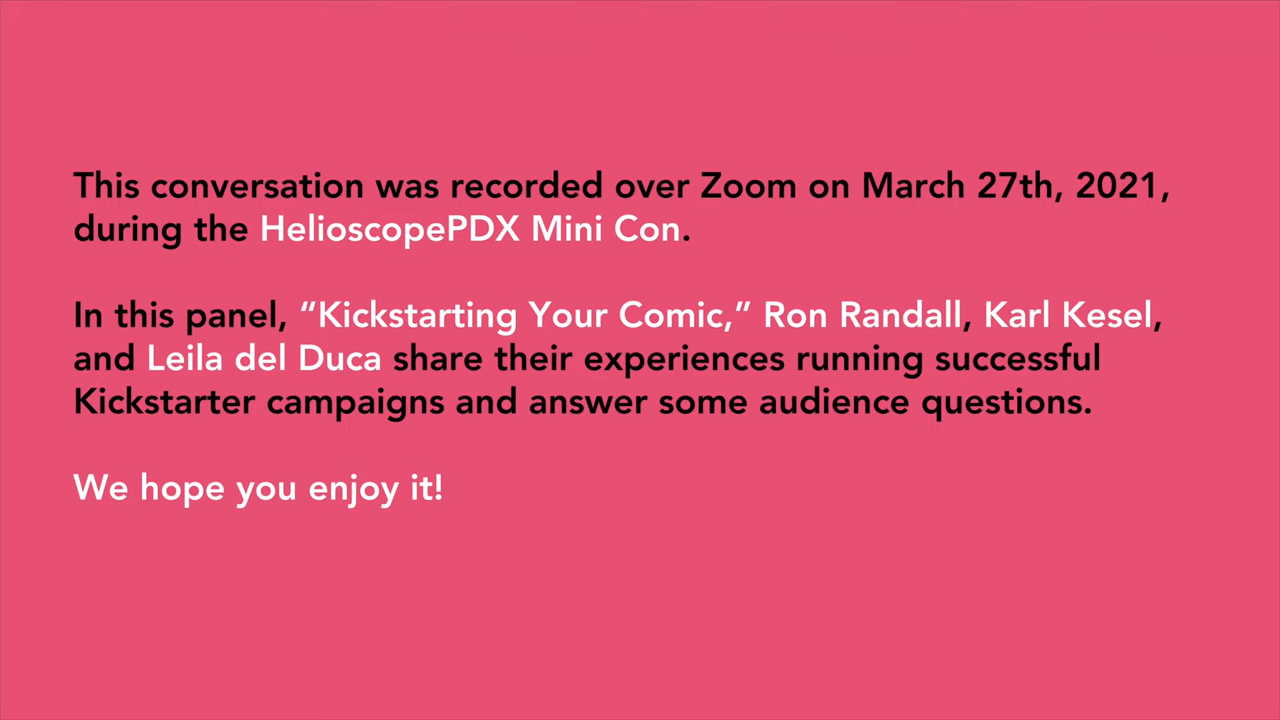 This conversation was recorded over Zoom on March 27th, 2021,
during the HelioscopePDX Mini Con.
In this panel, “Kickstarting Your Comic,” Ron Randall, Karl Kesel,
and Leila del Duca share their experiences running successful
Kickstarter campaigns and answer some audience questions.
We hope you enjoy it!